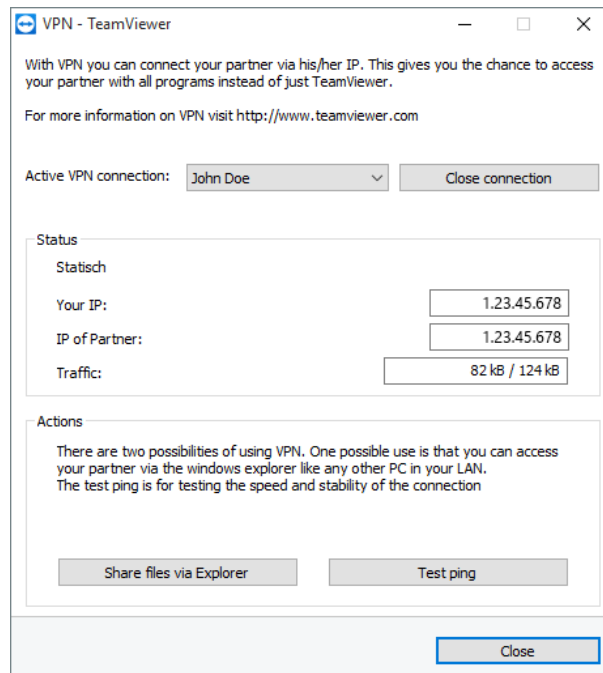 VPN - TeamViewer
With VPN you can connect your partner via his/her IP. This gives you the chance to access
your partner with all programs instead of just TeamViewer.
For more information on VPN visit http://www.teamviewer.com
Active VPN connection: John Doe Close connection
Status
Statisch
Your IP: 1.23.45.678
IP of Partner: 1.23.45.678
Traffic: 82 kB / 124 kB
Actions
There are two possibilities of using VPN. One possible use is that you can access
your partner via the windows explorer like any other PC in your LAN.
The test ping is for testing the speed and stability of the connection
Share files via Explorer Test ping
Close